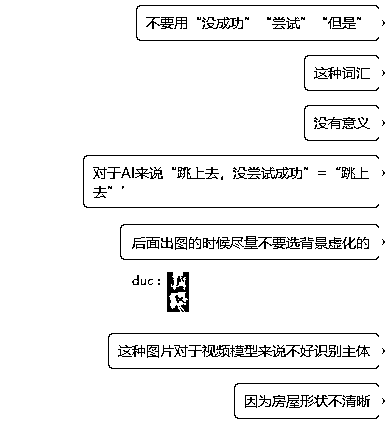 不要用“没成功”“尝试”“但是”
这种词汇
没有意义
对于AI来说“跳上去，没尝试成功”=“跳上
去”’
后面出图的时候尽量不要选背景虚化的
duc：
这种图片对于视频模型来说不好识别主体
因为房屋形状不清晰